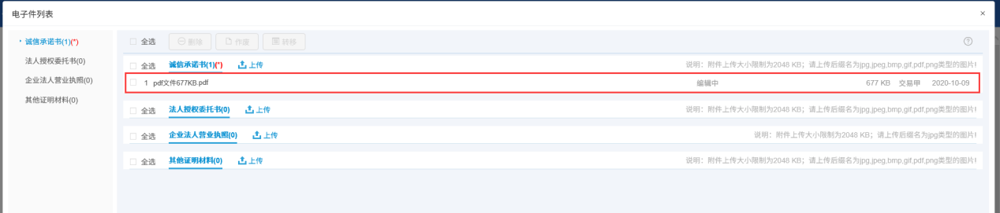 电子件列表 ×
诚信承诺书(1)(*)
法人授权委托书(0)
企业法人营业执照(0)
其他证明材料(0)
全选 删除 作废 转移
全选 诚信承诺书(1)(*) 上传 说明：附件上传大小限制为2048 KB；请上传后缀名为jpg,jpeg,bmp,gif,pdf,png类型的图片!
1 pdf文件677KB.pdf 编辑中 677 KB 交易甲 2020-10-09
全选 法人授权委托书(0) 上传 说明：附件上传大小限制为2048 KB；请上传后缀名为jpg,jpeg,bmp,gif,pdf,png类型的图片!
全选 企业法人营业执照(0) 上传 说明：附件上传大小限制为2048 KB；请上传后缀名为jpg类型的图片!
全选 其他证明材料(0) 上传 说明：附件上传大小限制为2048 KB；请上传后缀名为jpg,jpeg,bmp,gif,pdf,png类型的图片!